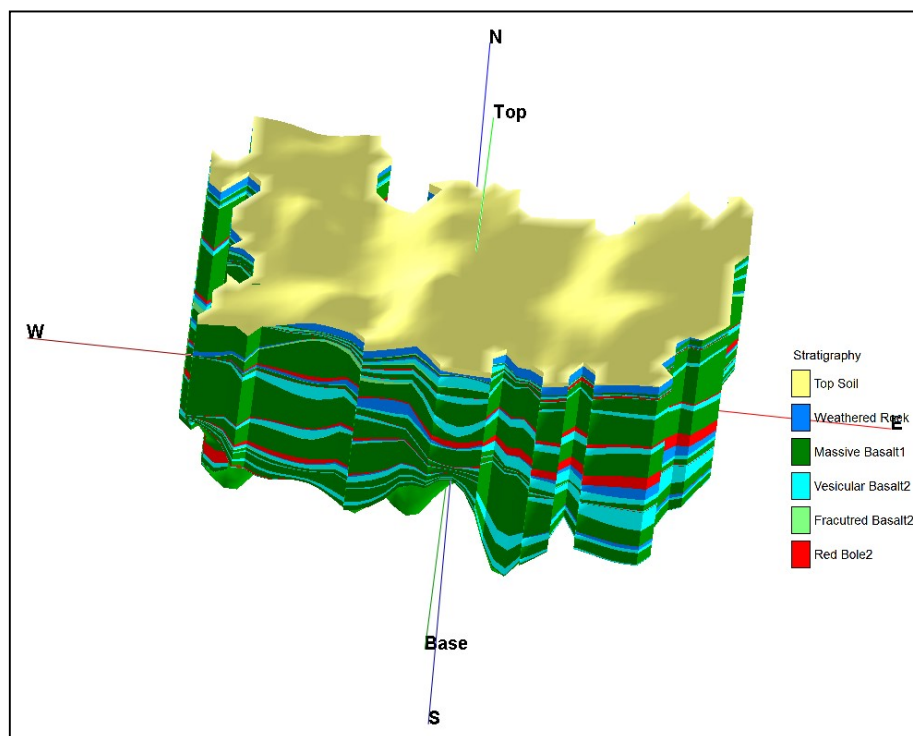 N
Top
W
Stratigraphy
Top Soil
Weathered Rock
E
Massive Basalt1
Vesicular Basalt2
Fracutred Basalt2
Red Bole2
Base
S